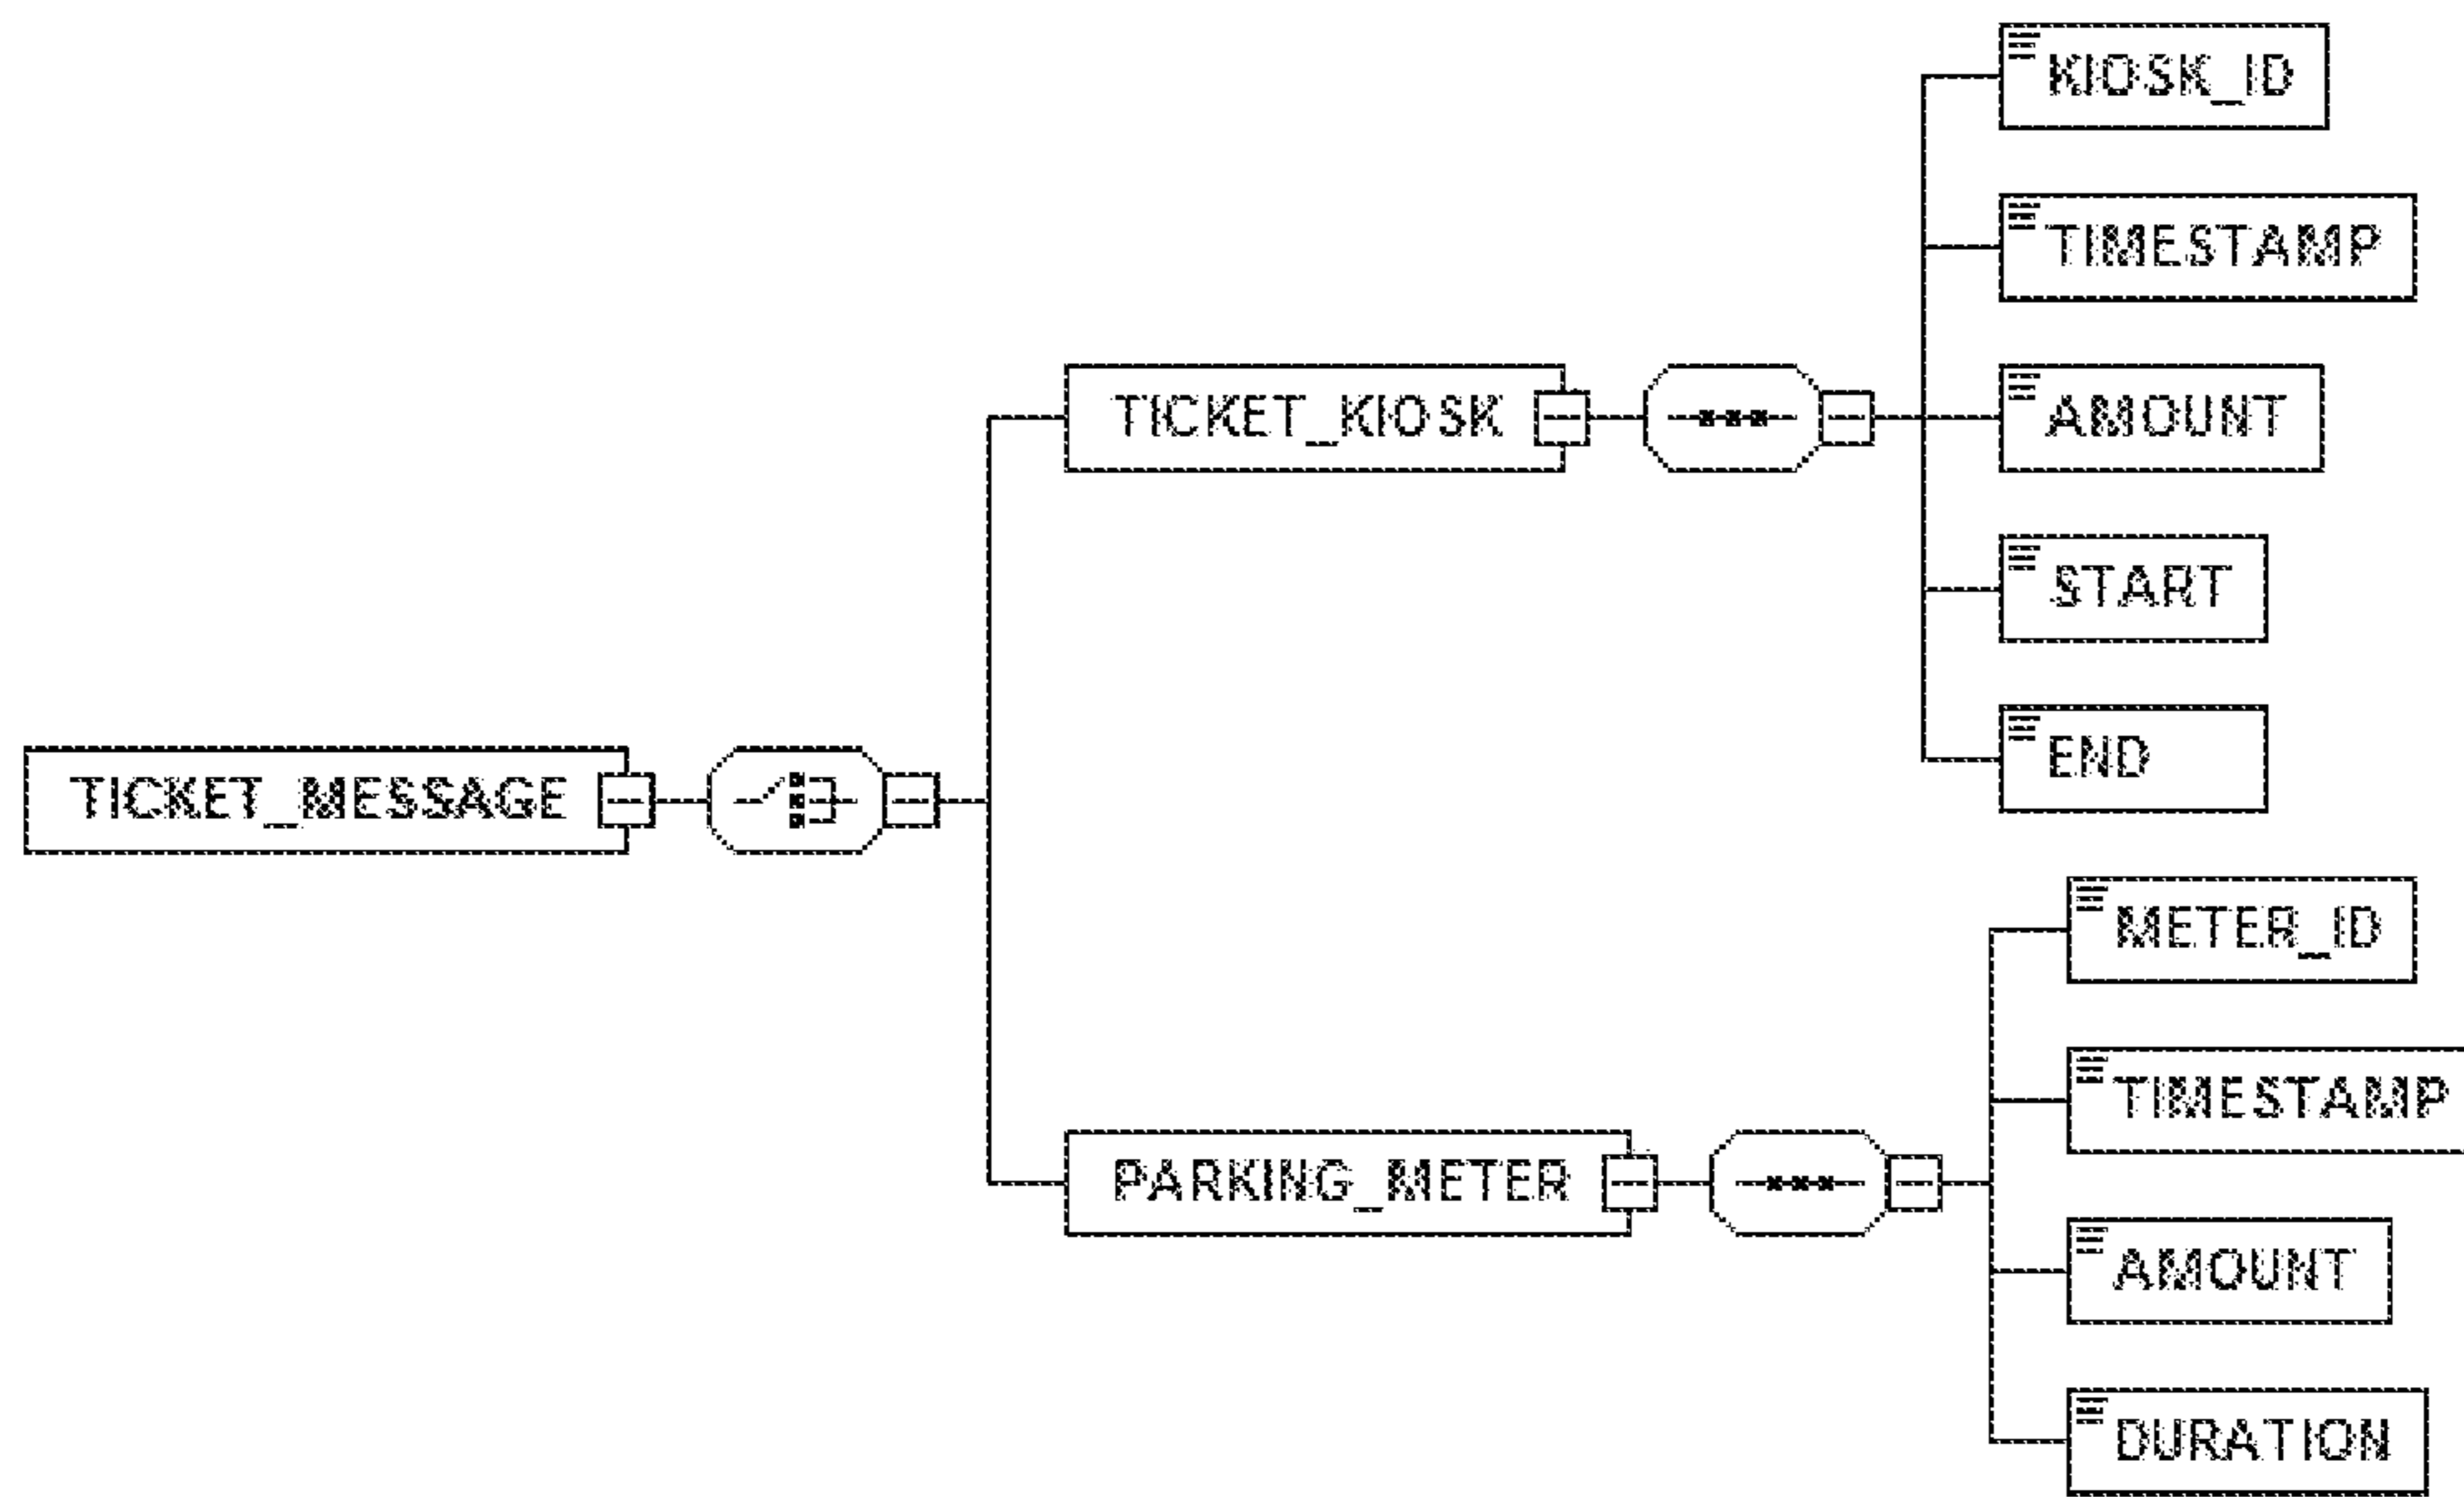 KIOSK_ID
TIMESTAMP
AMOUNT
START
END
TICKET_KIOSK
TICKET_MESSAGE
METER_ID
TIMESTAMP
AMOUNT
DURATION
PARKING_METER